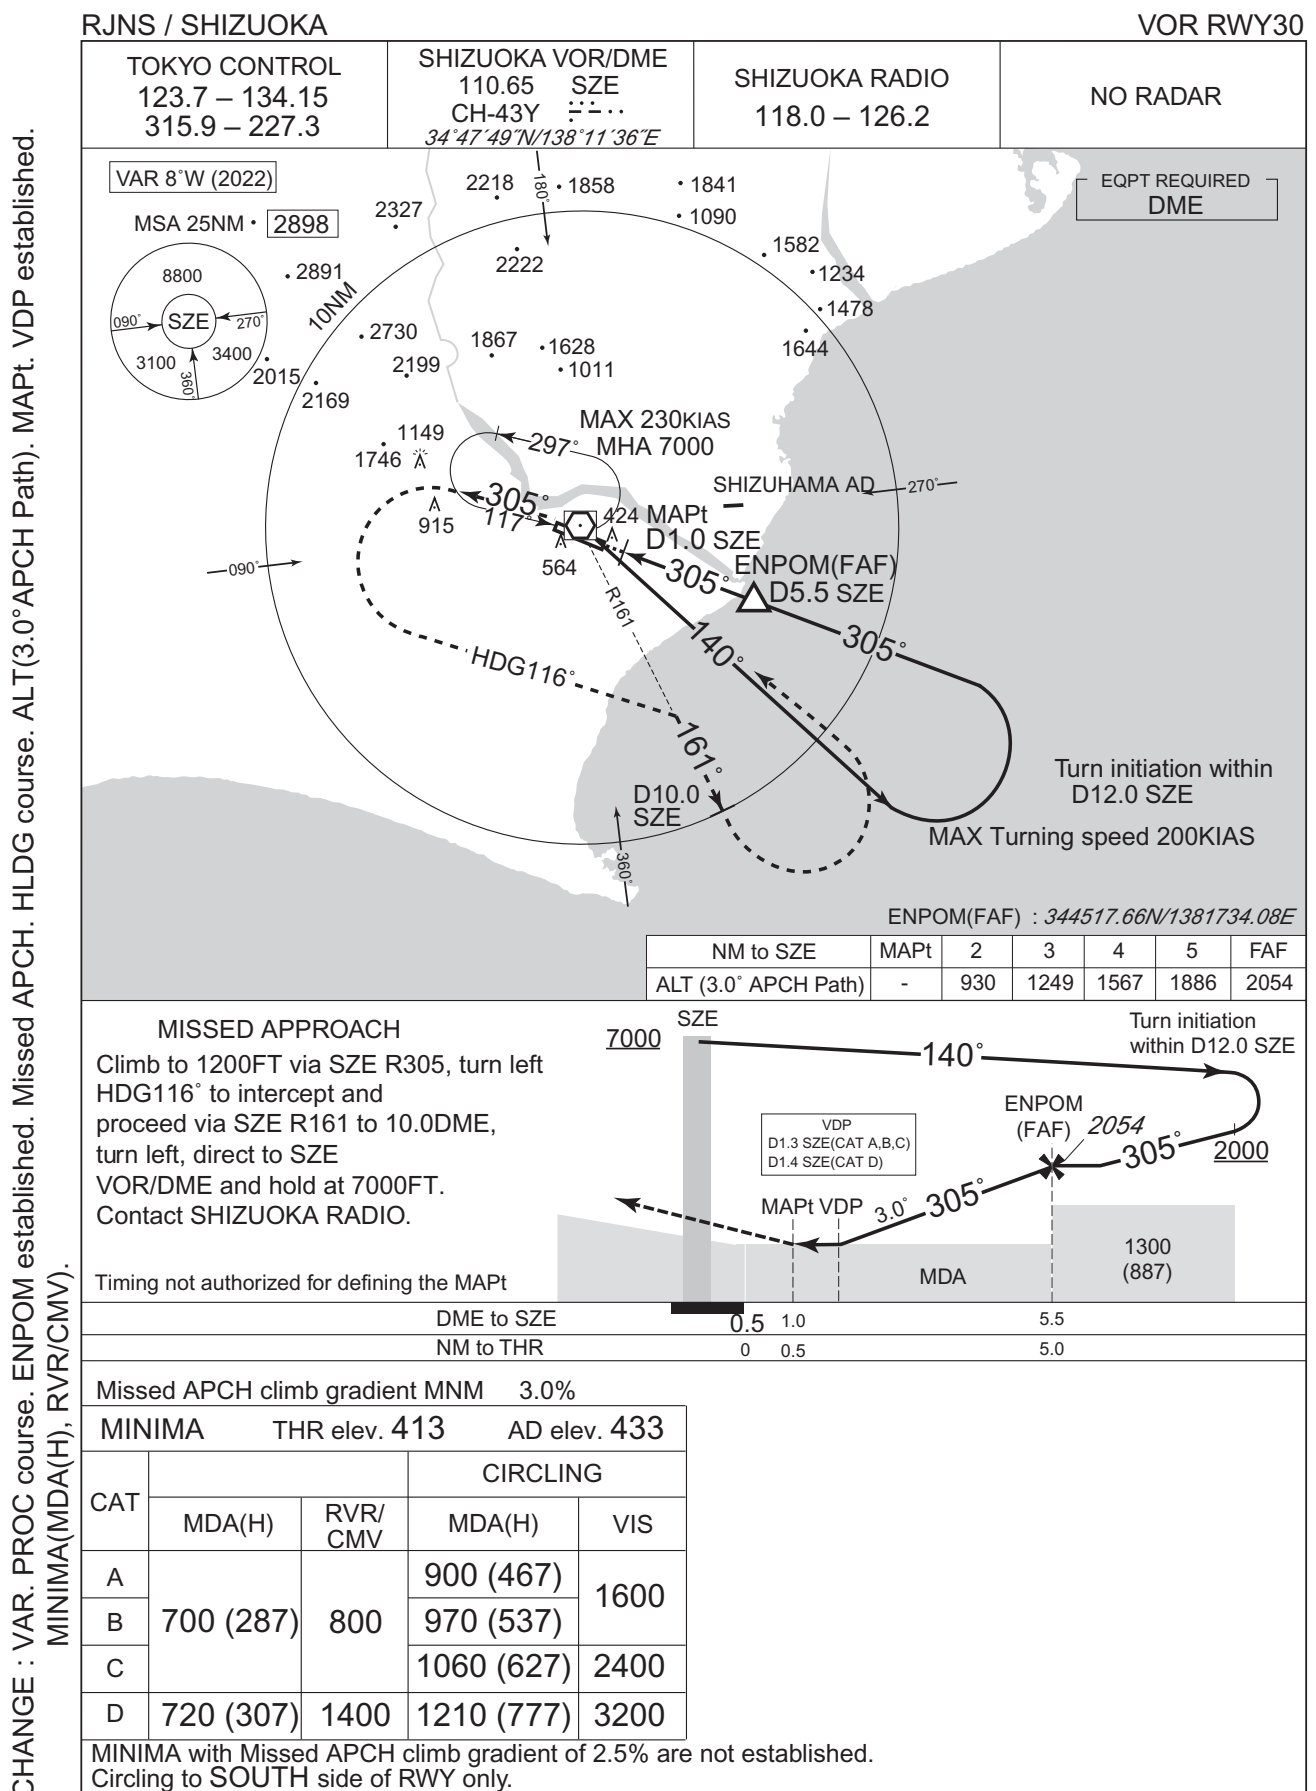 RJNS / SHIZUOKA
VOR RWY30
TOKYO CONTROL
123.7 – 134.15
315.9 – 227.3
SHIZUOKA VOR/DME
110.65 SZE
CH-43Y
34˚47´49˝N/138˚11´36˝E
SHIZUOKA RADIO
118.0 – 126.2
NO RADAR
VAR 8˚W (2022)
MSA 25NM
2898
8800
090˚
SZE
270˚
3100
3400
360˚
EQPT REQUIRED
DME
2218
180˚
1858
1841
2327
1090
2222
1582
2891
1234
10NM
1478
2730
1867
1628
1644
2199
1011
2015
2169
MAX 230KIAS
MHA 7000
1149
297˚
1746
SHIZUHAMA AD
270˚
305˚
915
117˚
424
MAPt
D1.0 SZE
564
305˚
ENPOM(FAF)
D5.5 SZE
090˚
R161
140˚
305˚
HDG116˚
161˚
D10.0
SZE
Turn initiation within
D12.0 SZE
MAX Turning speed 200KIAS
360˚
ENPOM(FAF) : 344517.66N/1381734.08E
NM to SZE MAPt 2 3 4 5 FAF
ALT (3.0˚ APCH Path) - 930 1249 1567 1886 2054
MISSED APPROACH
Climb to 1200FT via SZE R305, turn left
HDG116˚ to intercept and
proceed via SZE R161 to 10.0DME,
turn left, direct to SZE
VOR/DME and hold at 7000FT.
Contact SHIZUOKA RADIO.
Timing not authorized for defining the MAPt
7000
SZE
140˚
Turn initiation
within D12.0 SZE
VDP
D1.3 SZE(CAT A,B,C)
D1.4 SZE(CAT D)
ENPOM
(FAF)
2054
305˚
2000
MAPt VDP
3.0˚
305˚
MDA
1300
(887)
DME to SZE 0.5 1.0 5.5
NM to THR 0 0.5 5.0
Missed APCH climb gradient MNM 3.0%
MINIMA THR elev. 413 AD elev. 433
CAT
CIRCLING
MDA(H)
RVR/
CMV
MDA(H)
VIS
A
900 (467)
1600
B
700 (287)
800
970 (537)
C
1060 (627)
2400
D
720 (307)
1400
1210 (777)
3200
MINIMA with Missed APCH climb gradient of 2.5% are not established.
Circling to SOUTH side of RWY only.
CHANGE : VAR. PROC course. ENPOM established. Missed APCH. HLDG course. ALT(3.0°APCH Path). MAPt. VDP established.
MINIMA(MDA(H), RVR/CMV).